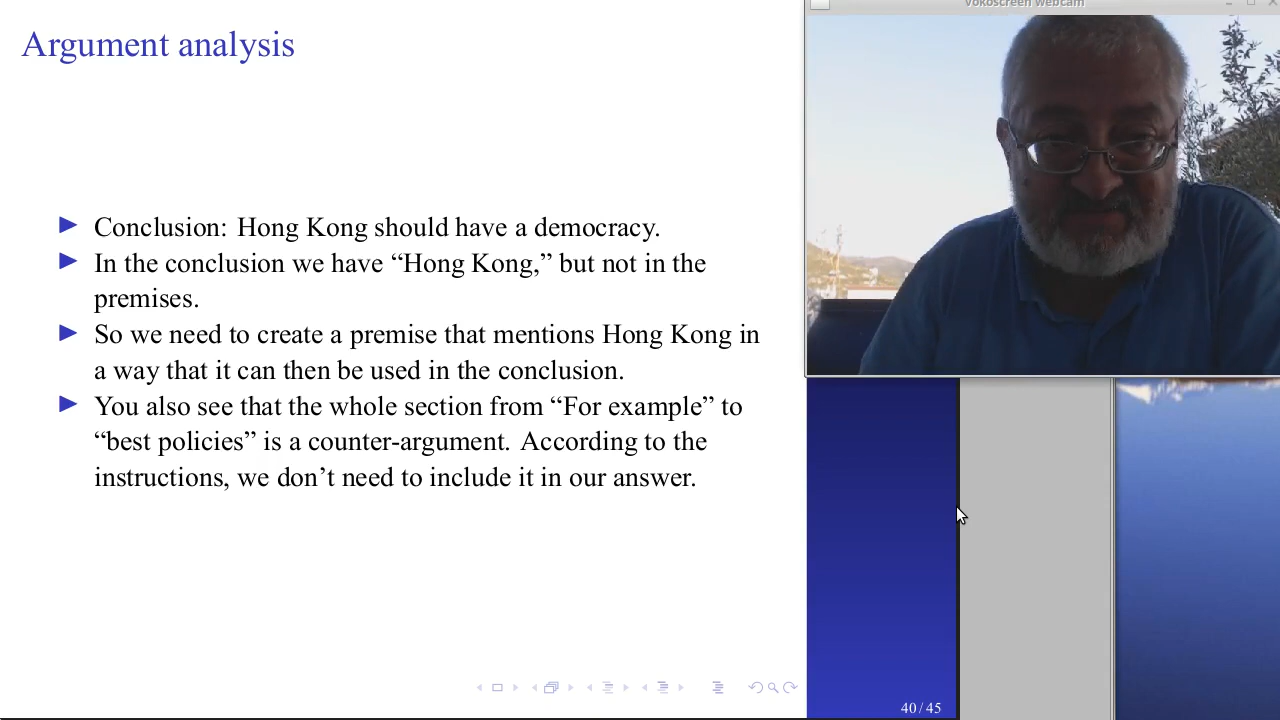 Vokoscreen webcam
Argument analysis
Conclusion: Hong Kong should have a democracy.
In the conclusion we have “Hong Kong,” but not in the
premises.
So we need to create a premise that mentions Hong Kong in
a way that it can then be used in the conclusion.
You also see that the whole section from “For example” to
“best policies” is a counter-argument. According to the
instructions, we don’t need to include it in our answer.
40 / 45